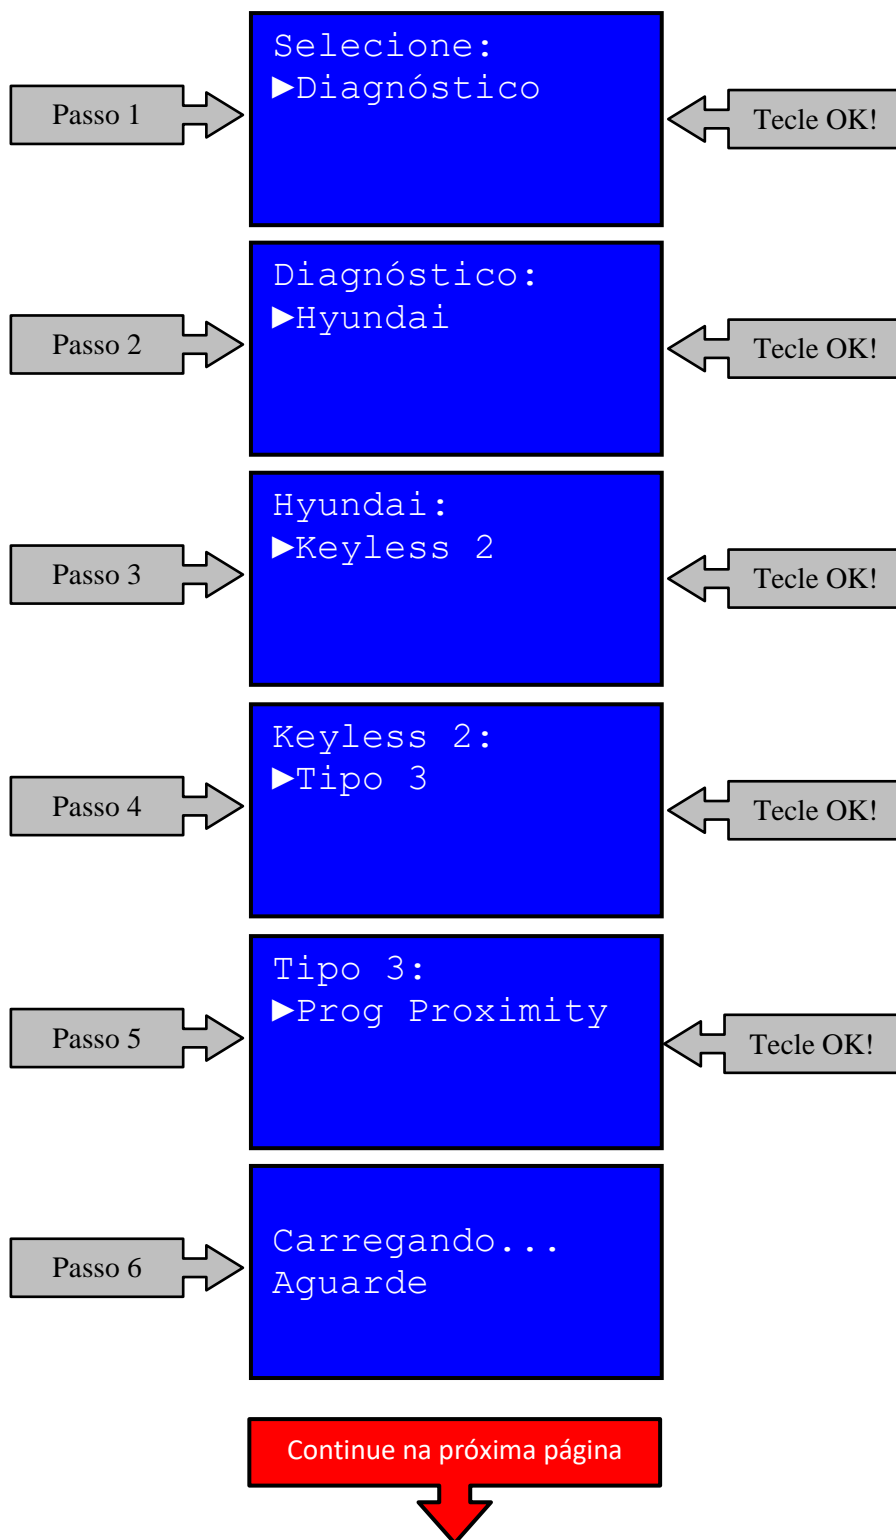 Selecione:
►Diagnóstico
Passo 1
Tecle OK!
Diagnóstico:
►Hyundai
Passo 2
Tecle OK!
Hyundai:
►Keyless 2
Passo 3
Tecle OK!
Keyless 2:
►Tipo 3
Passo 4
Tecle OK!
Tipo 3:
►Prog Proximity
Passo 5
Tecle OK!
Carregando...
Aguarde
Passo 6
Continue na próxima página